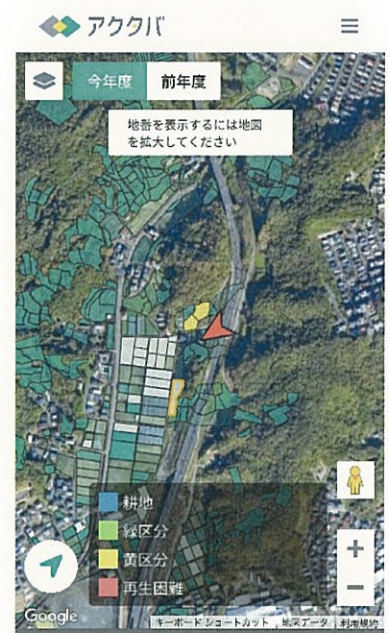 アクタバ
今年度 前年度
地番を表示するには地図
を拡大してください
耕地
緑区分
黄区分
再生困難
Google
キーボード ショートカット 地図データ 利用規約